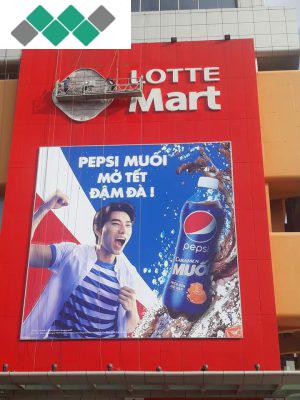 LOTTE
Mart
PEPSI MUỐI
MỞ TẾT
ĐẬM ĐÀ !
pepsi
MUỐI